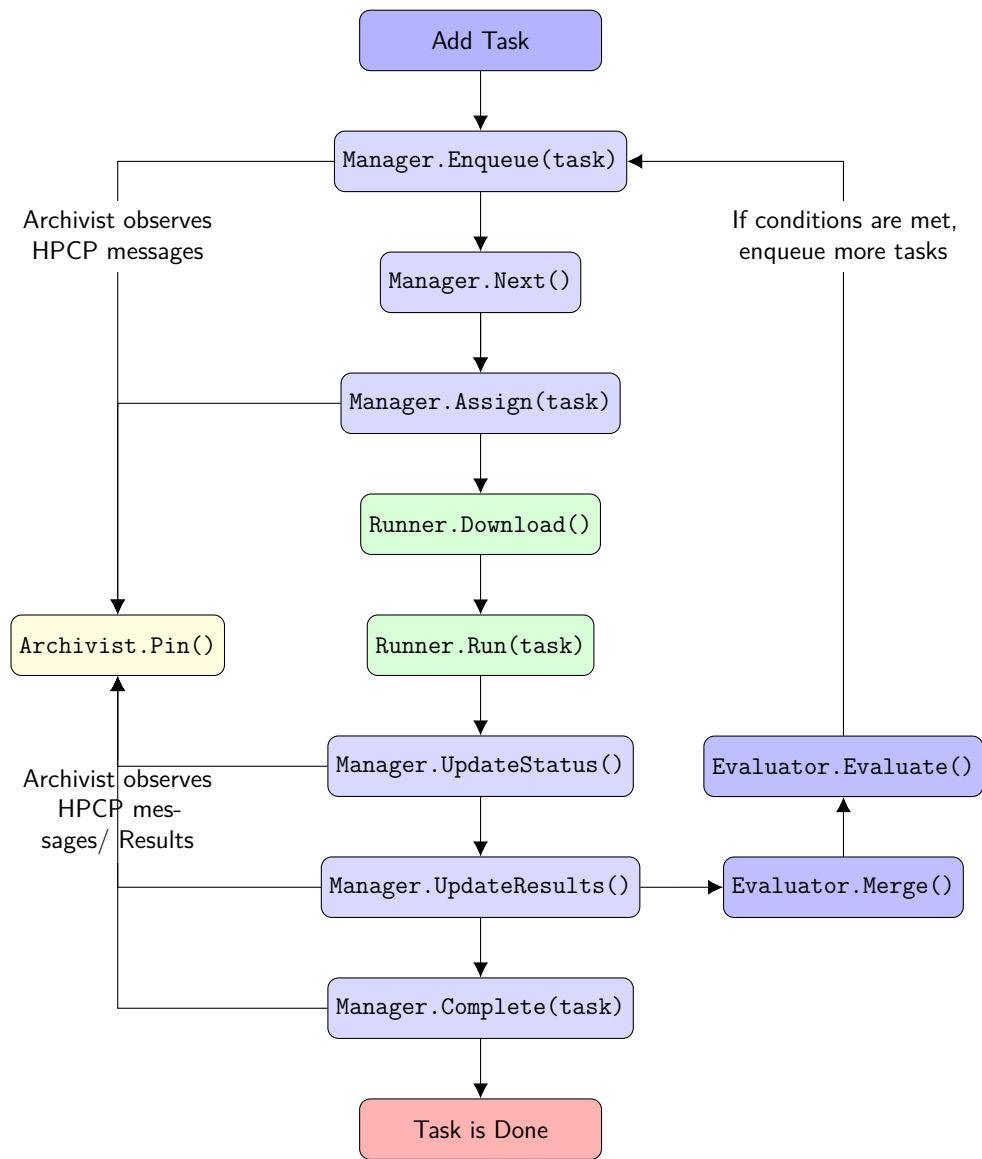 Add Task
Manager.Enqueue(task)
Archivist observes
HPCP messages
If conditions are met,
enqueue more tasks
Manager.Next()
Manager.Assign(task)
Runner.Download()
Archivist.Pin()
Runner.Run(task)
Manager.UpdateStatus()
Evaluator.Evaluate()
Archivist observes
HPCP mes-
sages/ Results
Manager.UpdateResults()
Evaluator.Merge()
Manager.Complete(task)
Task is Done